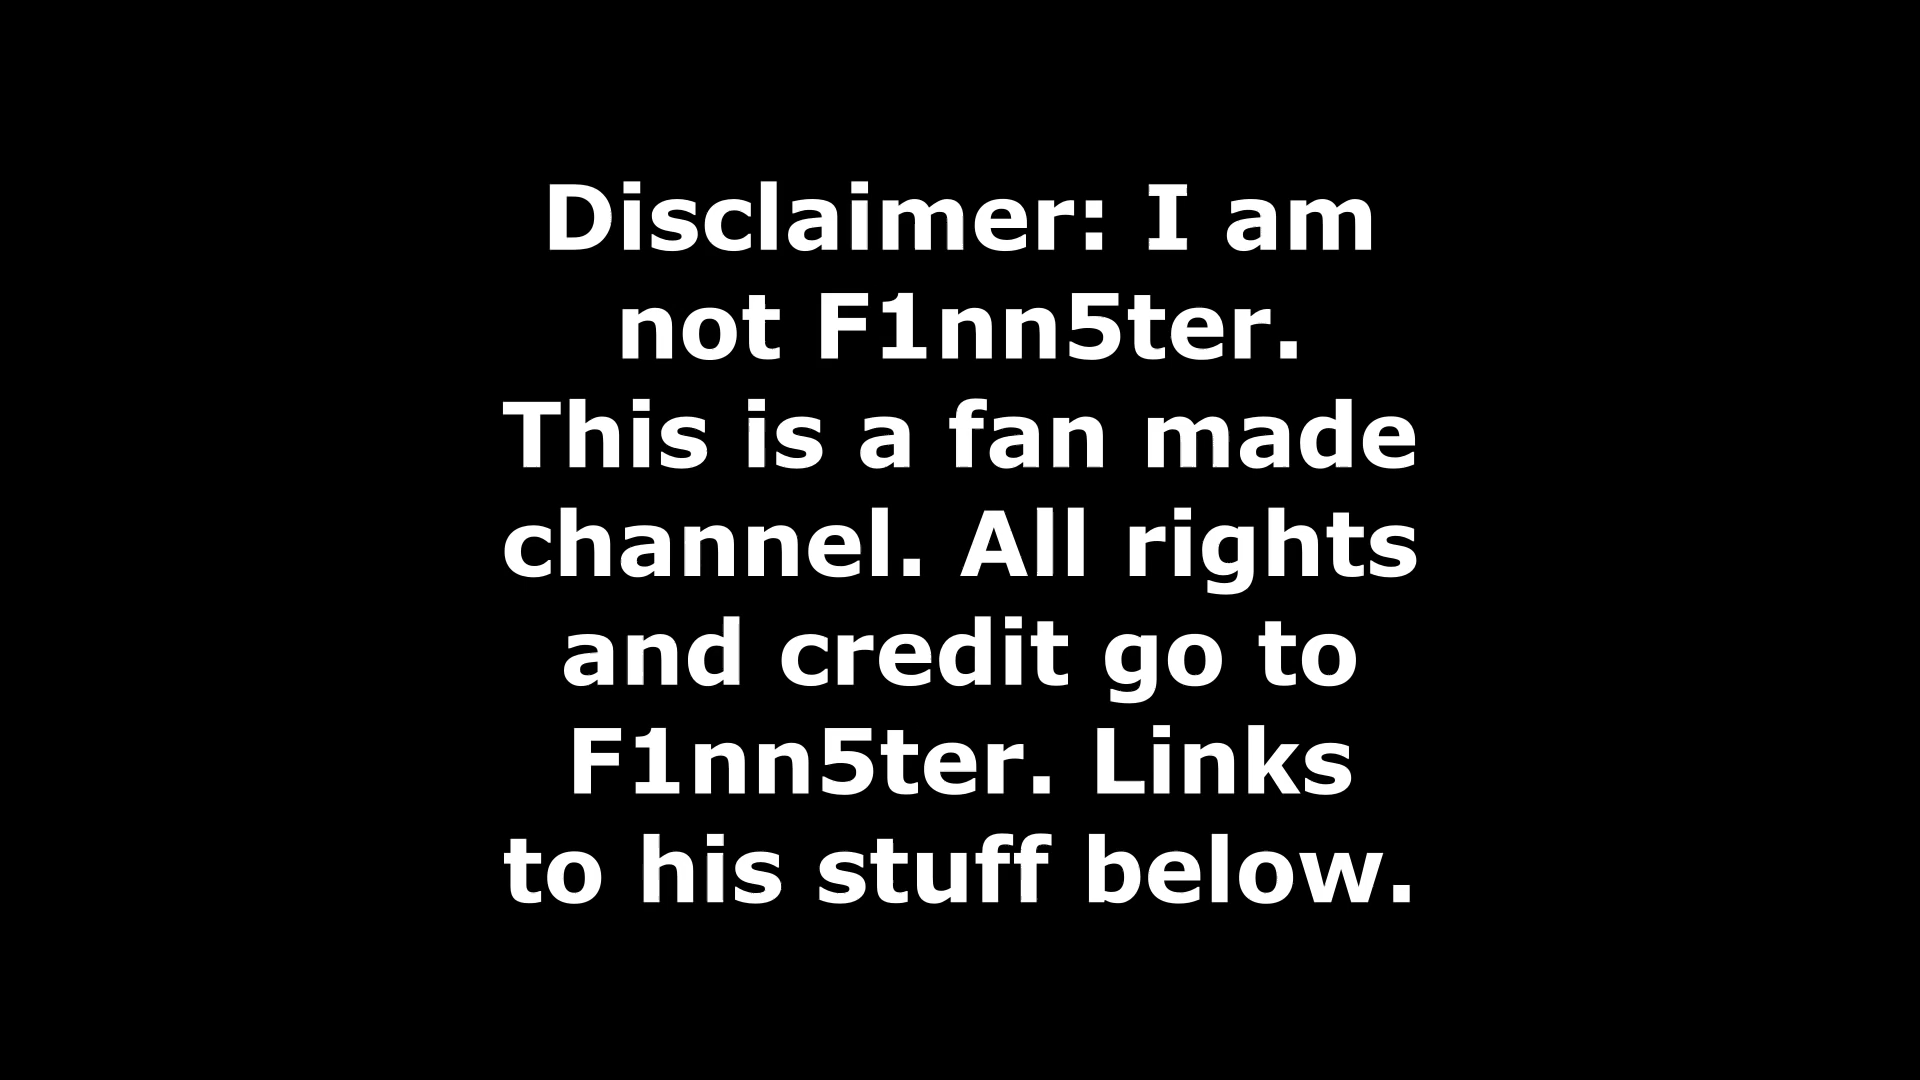 Disclaimer: I am
not F1nn5ter.
This is a fan made
channel. All rights
and credit go to
F1nn5ter. Links
to his stuff below.